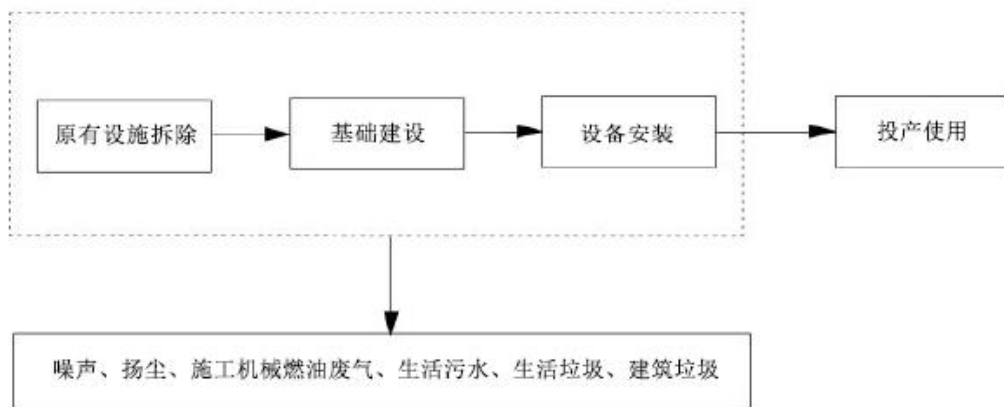 原有设施拆除
基础建设
设备安装
投产使用
噪声、扬尘、施工机械燃油废气、生活污水、生活垃圾、建筑垃圾